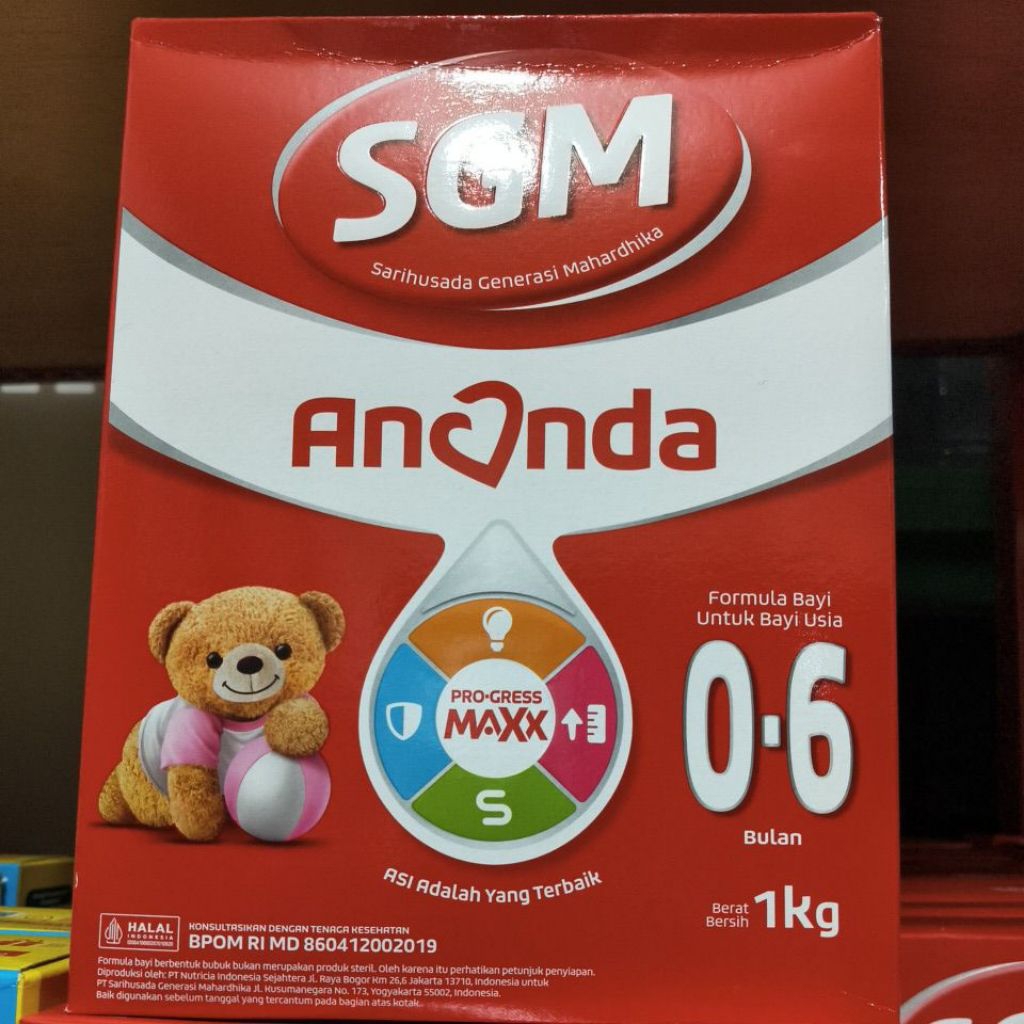 SGM
Sarihusada Generasi Mahardhika
Ananda
Formula Bayi
Untuk Bayi Usia
0-6
Bulan
PRO•GRESS
MAXX
S
ASI Adalah Yang Terbaik
Berat
Bersih
1kg
HALAL
INDONESIA
KONSULTASIKAN DENGAN TENAGA KESEHATAN
BPOM RI MD 860412002019
Formula bayi berbentuk bubuk bukan merupakan produk steril. Oleh karena itu perhatikan petunjuk penyiapan.
Diproduksi oleh: PT Nutricia Indonesia Sejahtera Jl. Raya Bogor Km 26,6 Jakarta 13710, Indonesia untuk
PT Sarihusada Generasi Mahardhika Jl. Kusumanegara No. 173, Yogyakarta 55002, Indonesia.
Baik digunakan sebelum tanggal yang tercantum pada bagian atas kotak.